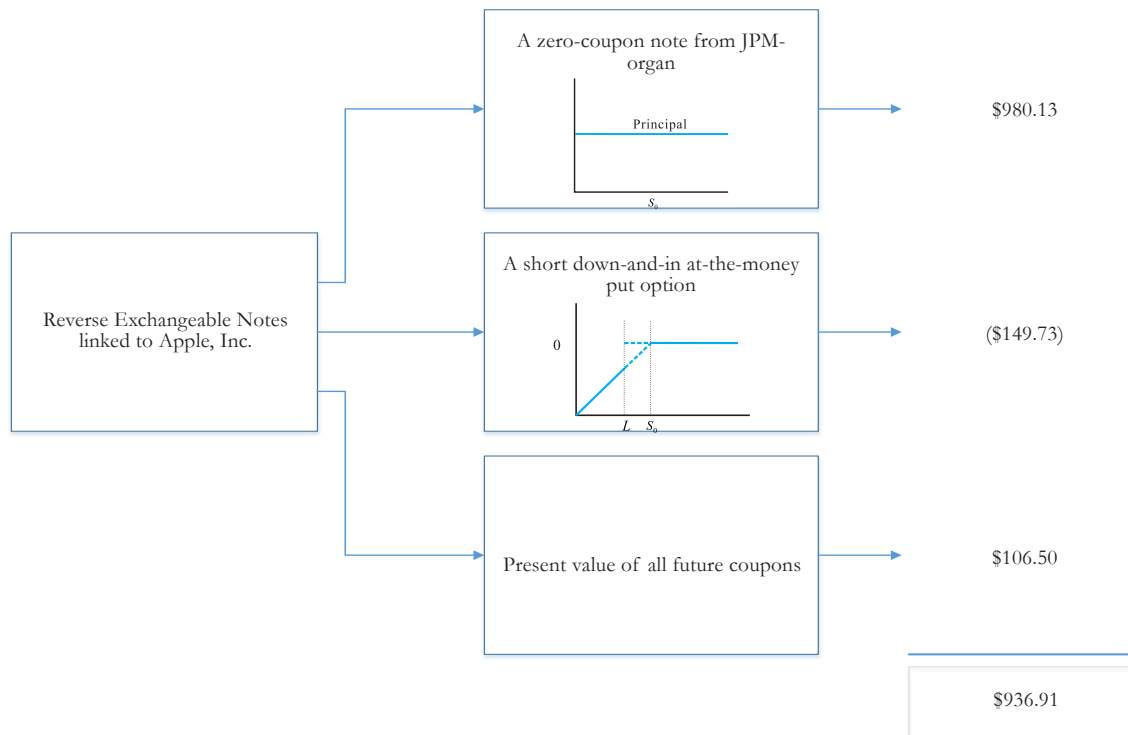 A zero-coupon note from JPM-
organ
Principal
S₀
$980.13
Reverse Exchangeable Notes
linked to Apple, Inc.
A short down-and-in at-the-money
put option
0
L S₀
($149.73)
Present value of all future coupons
$106.50
$936.91